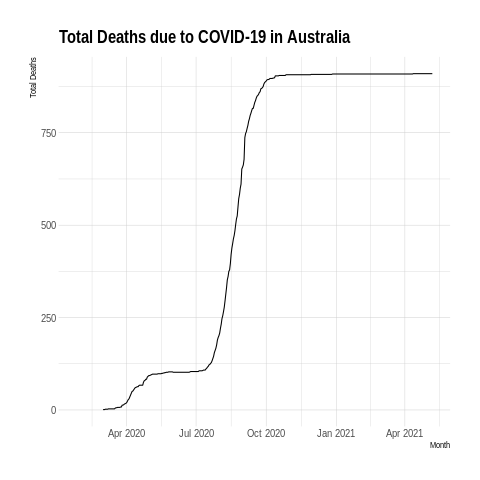 Total Deaths due to COVID-19 in Australia
Total Deaths
750
500
250
0
Apr 2020
Jul 2020
Oct 2020
Jan 2021
Apr 2021
Month